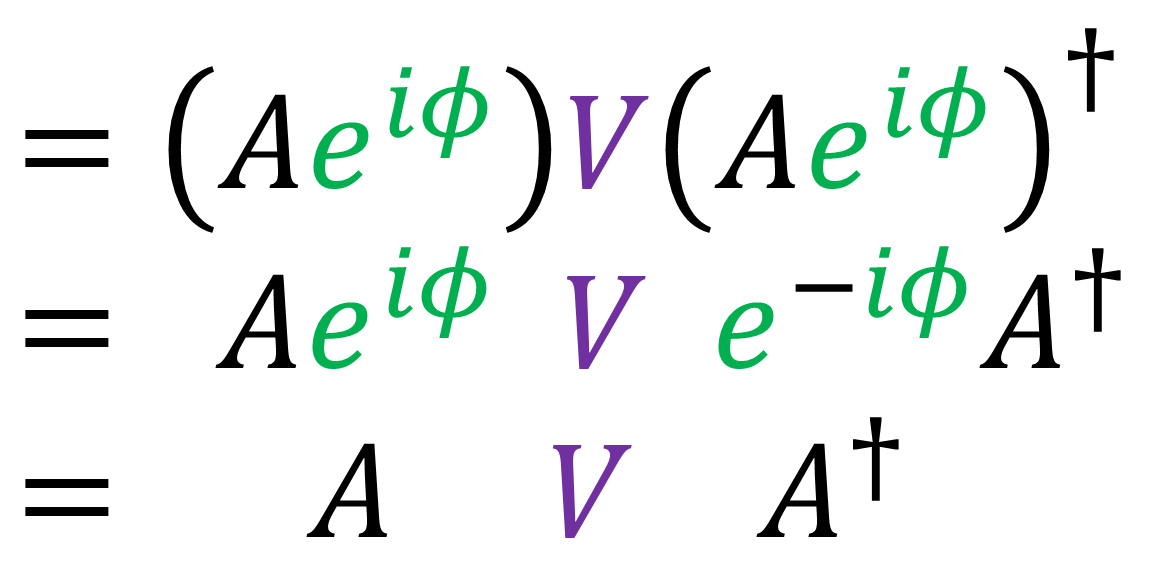 = (Ae^{iϕ})V(Ae^{iϕ})^†
= Ae^{iϕ} V e^{−iϕ}A^†
= A V A^†